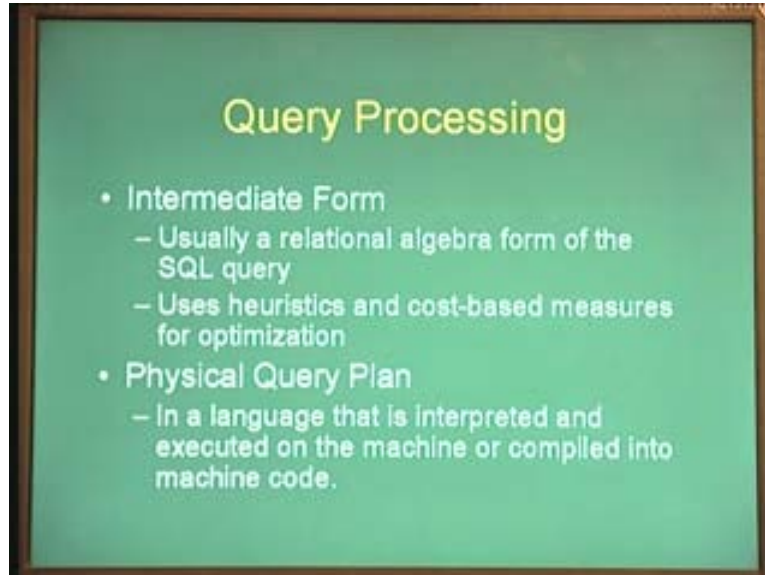 Query Processing
• Intermediate Form
– Usually a relational algebra form of the
SQL query
– Uses heuristics and cost-based measures
for optimization
• Physical Query Plan
– In a language that is interpreted and
executed on the machine or compiled into
machine code.